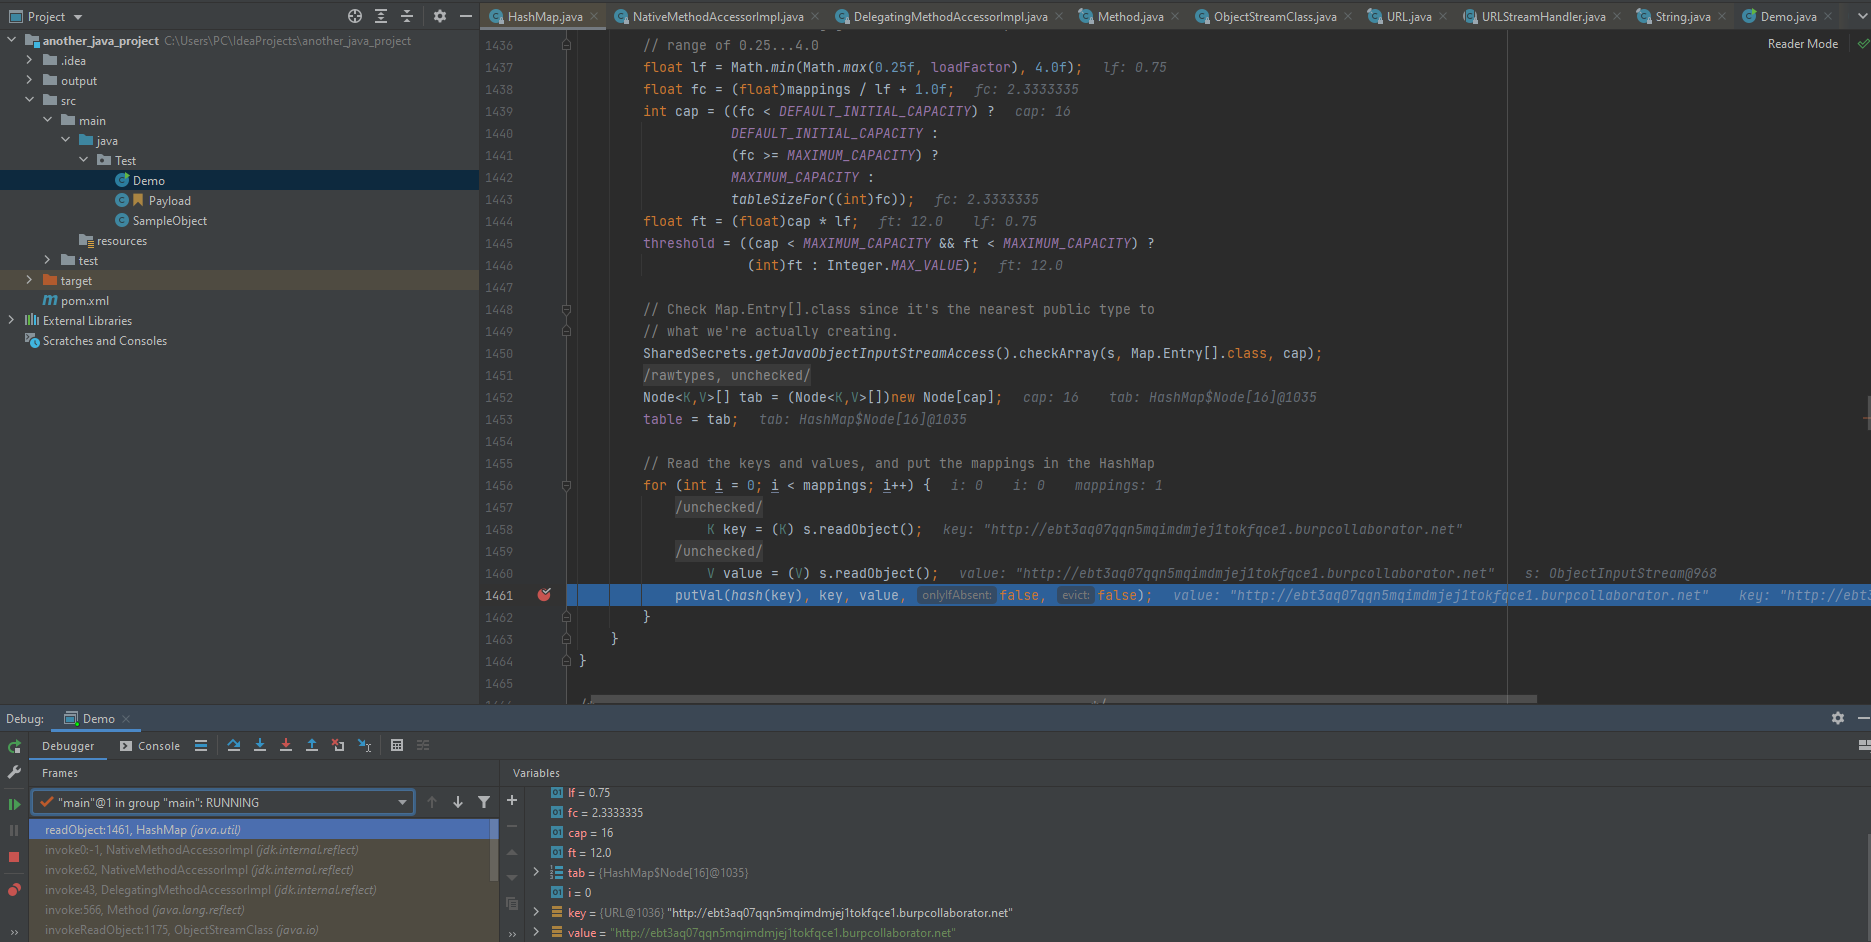 Project
HashMap.java
NativeMethodAccessorImpl.java
DelegatingMethodAccessorImpl.java
Method.java
ObjectStreamClass.java
URL.java
URLStreamHandler.java
String.java
Demo.java
another_java_project C:\Users\PC\IdeaProjects\another_java_project
.idea
output
src
main
java
Test
Demo
Payload
SampleObject
resources
test
target
pom.xml
External Libraries
Scratches and Consoles
Reader Mode
1436 // range of 0.25...4.0
1437 float lf = Math.min(Math.max(0.25f, loadFactor), 4.0f); lf: 0.75
1438 float fc = (float)mappings / lf + 1.0f; fc: 2.3333335
1439 int cap = ((fc < DEFAULT_INITIAL_CAPACITY) ? cap: 16
1440 DEFAULT_INITIAL_CAPACITY :
1441 (fc >= MAXIMUM_CAPACITY) ?
1442 MAXIMUM_CAPACITY :
1443 tableSizeFor((int)fc)); fc: 2.3333335
1444 float ft = (float)cap * lf; ft: 12.0 lf: 0.75
1445 threshold = ((cap < MAXIMUM_CAPACITY && ft < MAXIMUM_CAPACITY) ?
1446 (int)ft : Integer.MAX_VALUE); ft: 12.0
1447
1448 // Check Map.Entry[].class since it's the nearest public type to
1449 // what we're actually creating.
1450 SharedSecrets.getJavaObjectInputStreamAccess().checkArray(s, Map.Entry[].class, cap);
1451 /rawtypes, unchecked/
1452 Node<K,V>[] tab = (Node<K,V>[])new Node[cap]; cap: 16 tab: HashMap$Node[16]@1035
1453 table = tab; tab: HashMap$Node[16]@1035
1454
1455 // Read the keys and values, and put the mappings in the HashMap
1456 for (int i = 0; i < mappings; i++) { i: 0 i: 0 mappings: 1
1457 /unchecked/
1458 K key = (K) s.readObject(); key: "http://ebt3aq07qqn5mqimdmjej1tokfqce1.burpcollaborator.net"
1459 /unchecked/
1460 V value = (V) s.readObject(); value: "http://ebt3aq07qqn5mqimdmjej1tokfqce1.burpcollaborator.net" s: ObjectInputStream@968
1461 putVal(hash(key), key, value, onlyIfAbsent: false, evict: false); value: "http://ebt3aq07qqn5mqimdmjej1tokfqce1.burpcollaborator.net" key: "http://ebt3
1462 }
1463 }
1464 }
1465
Debug: Demo
Debugger Console
Frames
Variables
"main"@1 in group "main": RUNNING
readObject:1461, HashMap (java.util)
invoke0:-1, NativeMethodAccessorImpl (jdk.internal.reflect)
invoke:62, NativeMethodAccessorImpl (jdk.internal.reflect)
invoke:43, DelegatingMethodAccessorImpl (jdk.internal.reflect)
invoke:566, Method (java.lang.reflect)
invokeReadObject:1175, ObjectStreamClass (java.io)
lf = 0.75
fc = 2.3333335
cap = 16
ft = 12.0
tab = {HashMap$Node[16]@1035}
i = 0
key = {URL@1036} "http://ebt3aq07qqn5mqimdmjej1tokfqce1.burpcollaborator.net"
value = "http://ebt3aq07qqn5mqimdmjej1tokfqce1.burpcollaborator.net"